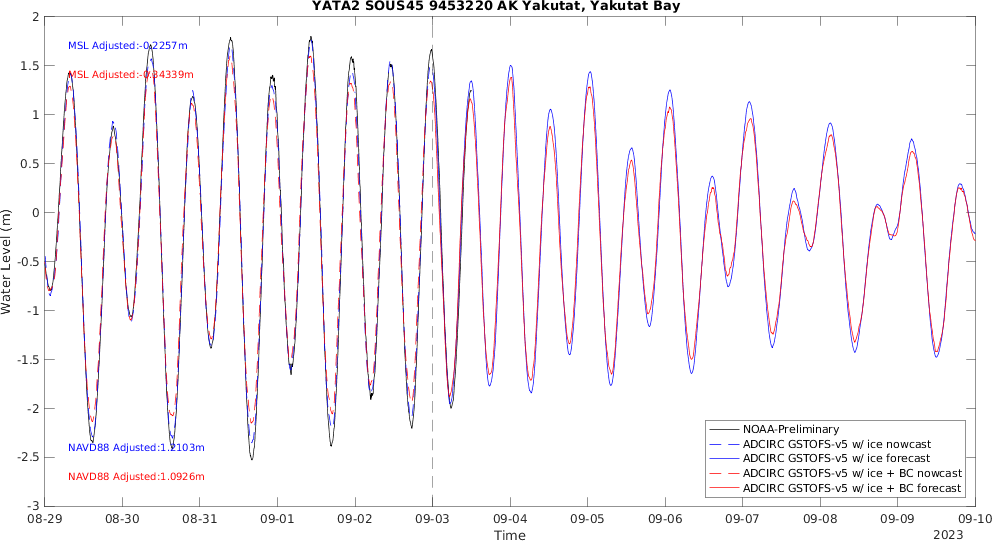 YATA2 SOUS45 9453220 AK Yakutat, Yakutat Bay
2
1.5
1
0.5
0
-0.5
-1
-1.5
-2
-2.5
-3
Water Level (m)
MSL Adjusted:-0.2257m
MSL Adjusted:-0.34339m
NAVD88 Adjusted:1.2103m
NAVD88 Adjusted:1.0926m
NOAA-Preliminary
ADCIRC GSTOFS-v5 w/ ice nowcast
ADCIRC GSTOFS-v5 w/ ice forecast
ADCIRC GSTOFS-v5 w/ ice + BC nowcast
ADCIRC GSTOFS-v5 w/ ice + BC forecast
08-29 08-30 08-31 09-01 09-02 09-03 09-04 09-05 09-06 09-07 09-08 09-09 09-10
Time
2023